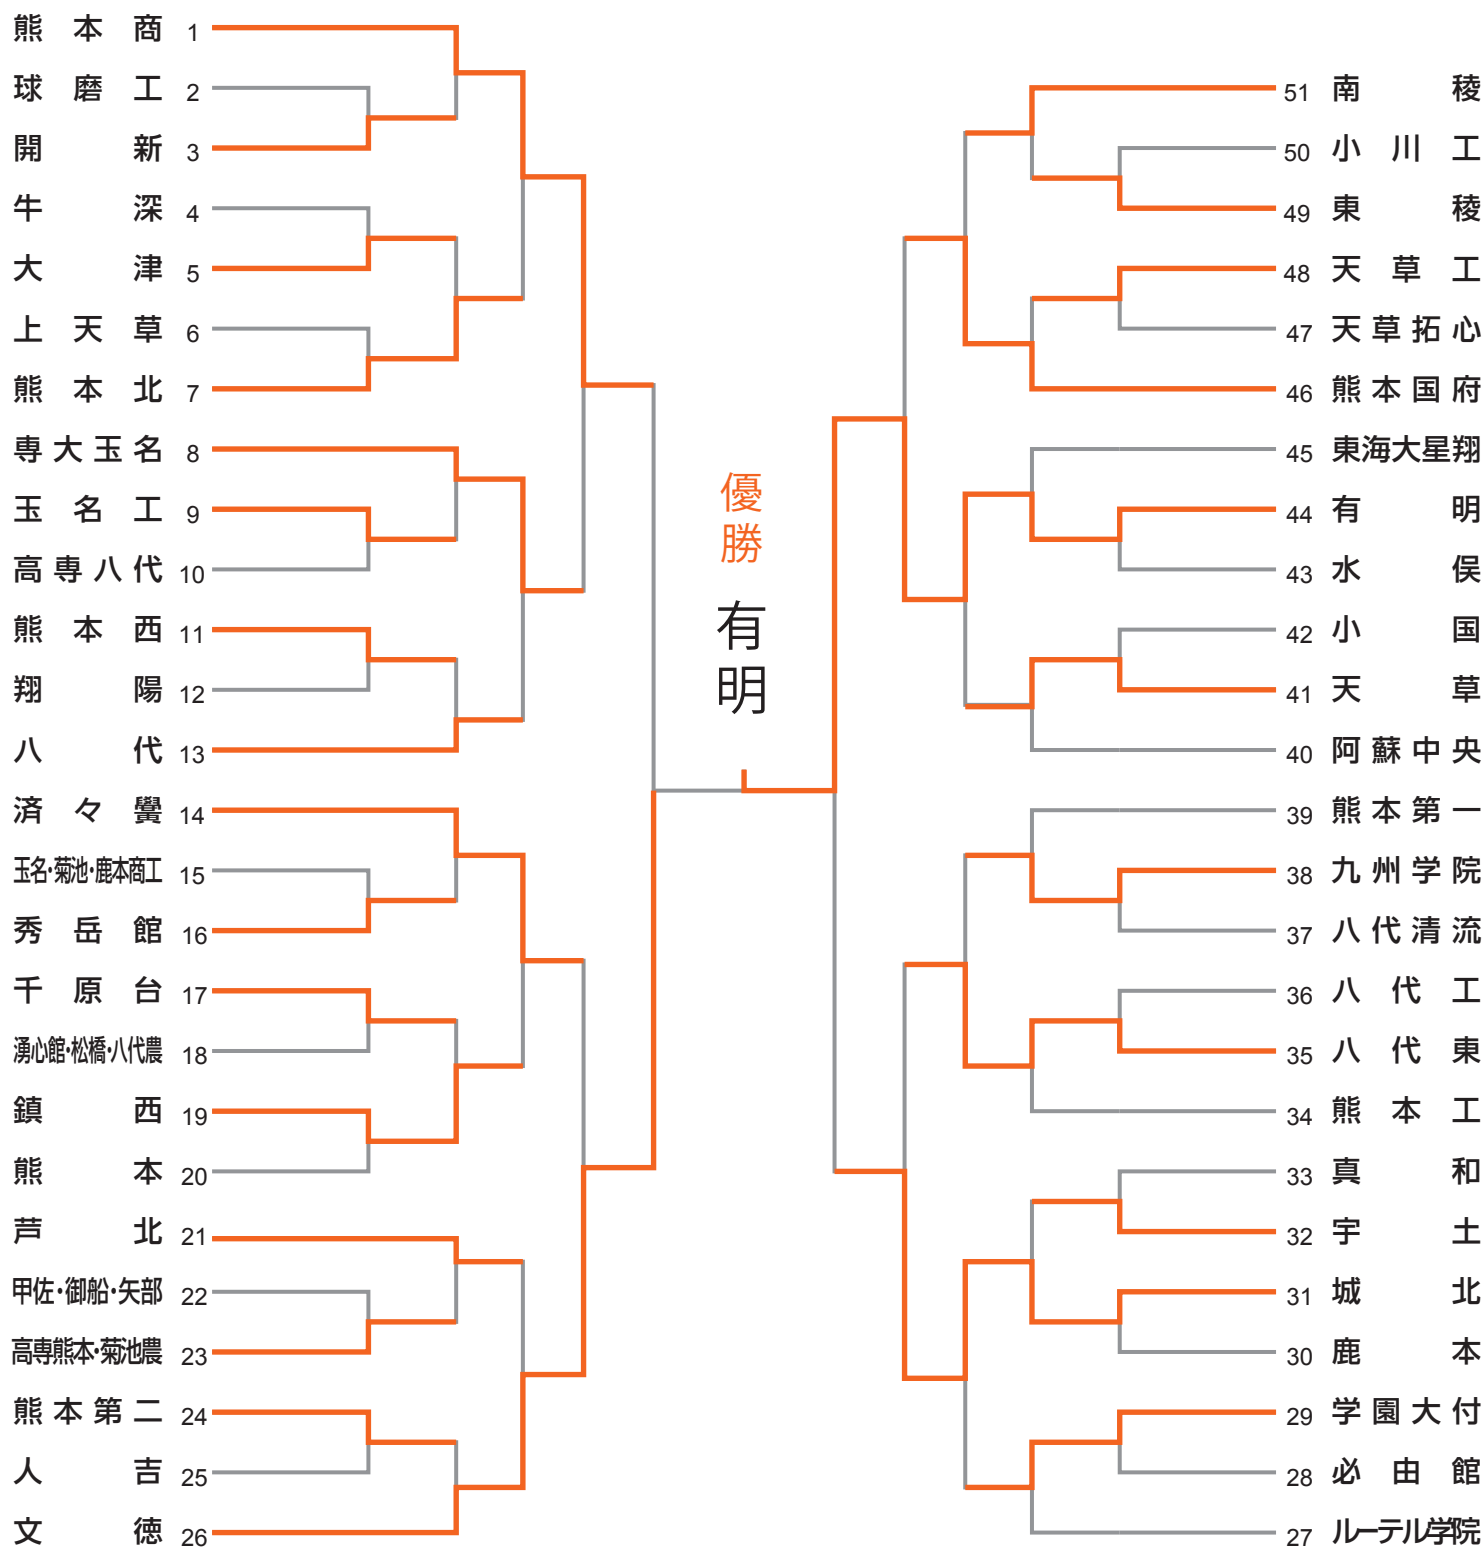 熊本商 1
球磨工 2
開新 3
牛深 4
大津 5
上天草 6
熊本北 7
専大玉名 8
玉名工 9
高専八代 10
熊本西 11
翔陽 12
八代 13
済々黌 14
玉名・菊池・鹿本商工 15
秀岳館 16
千原台 17
湧心館・松橋・八代農 18
鎮西 19
熊本 20
芦北 21
甲佐・御船・矢部 22
高専熊本・菊池農 23
熊本第二 24
人吉 25
文徳 26
優勝
有明
51 南稜
50 小川工
49 東稜
48 天草工
47 天草拓心
46 熊本国府
45 東海大星翔
44 有明
43 水俣
42 小国
41 天草
40 阿蘇中央
39 熊本第一
38 九州学院
37 八代清流
36 八代工
35 八代東
34 熊本工
33 真和
32 宇土
31 城北
30 鹿本
29 学園大付
28 必由館
27 ルーテル学院